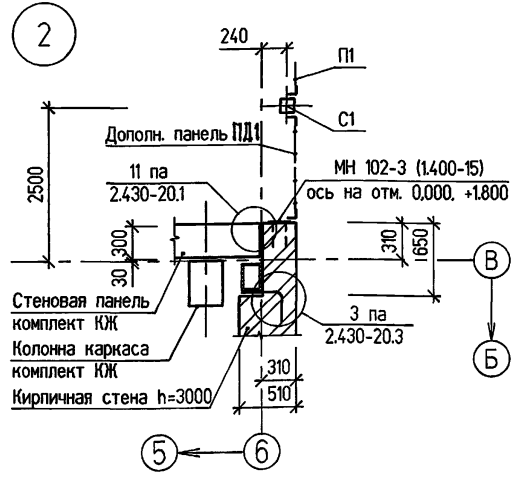 2
240
П1
С1
Дополн. панель ПД1
11 па
2.430-20.1
МН 102-3 (1.400-15)
ось на отм. 0,000, +1.800
2500
300
30
310
650
В
Стеновая панель
комплект КЖ
Колонна каркаса
комплект КЖ
Кирпичная стена h=3000
3 па
2.430-20.3
Б
310
510
5
6